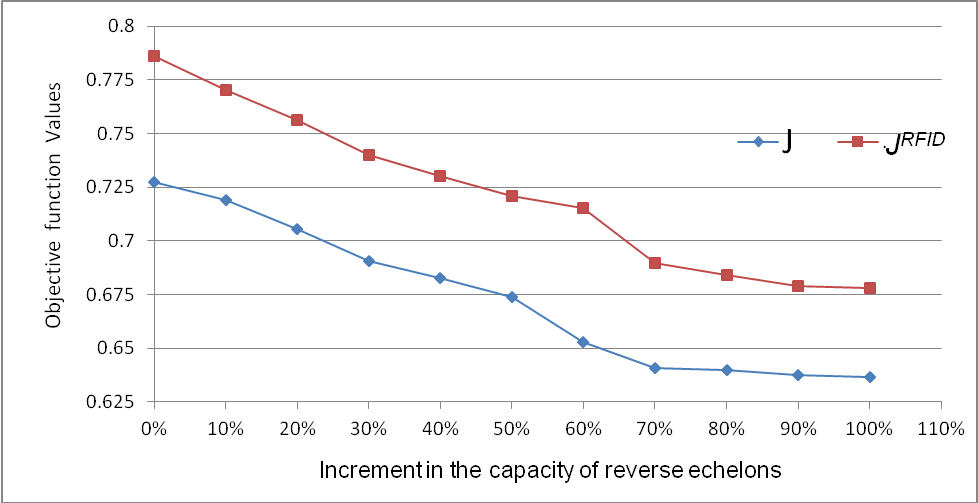 0.8
0.775
0.75
0.725
0.7
0.675
0.65
0.625
Objective function Values
J
.JRFID
0% 10% 20% 30% 40% 50% 60% 70% 80% 90% 100% 110%
Increment in the capacity of reverse echelons